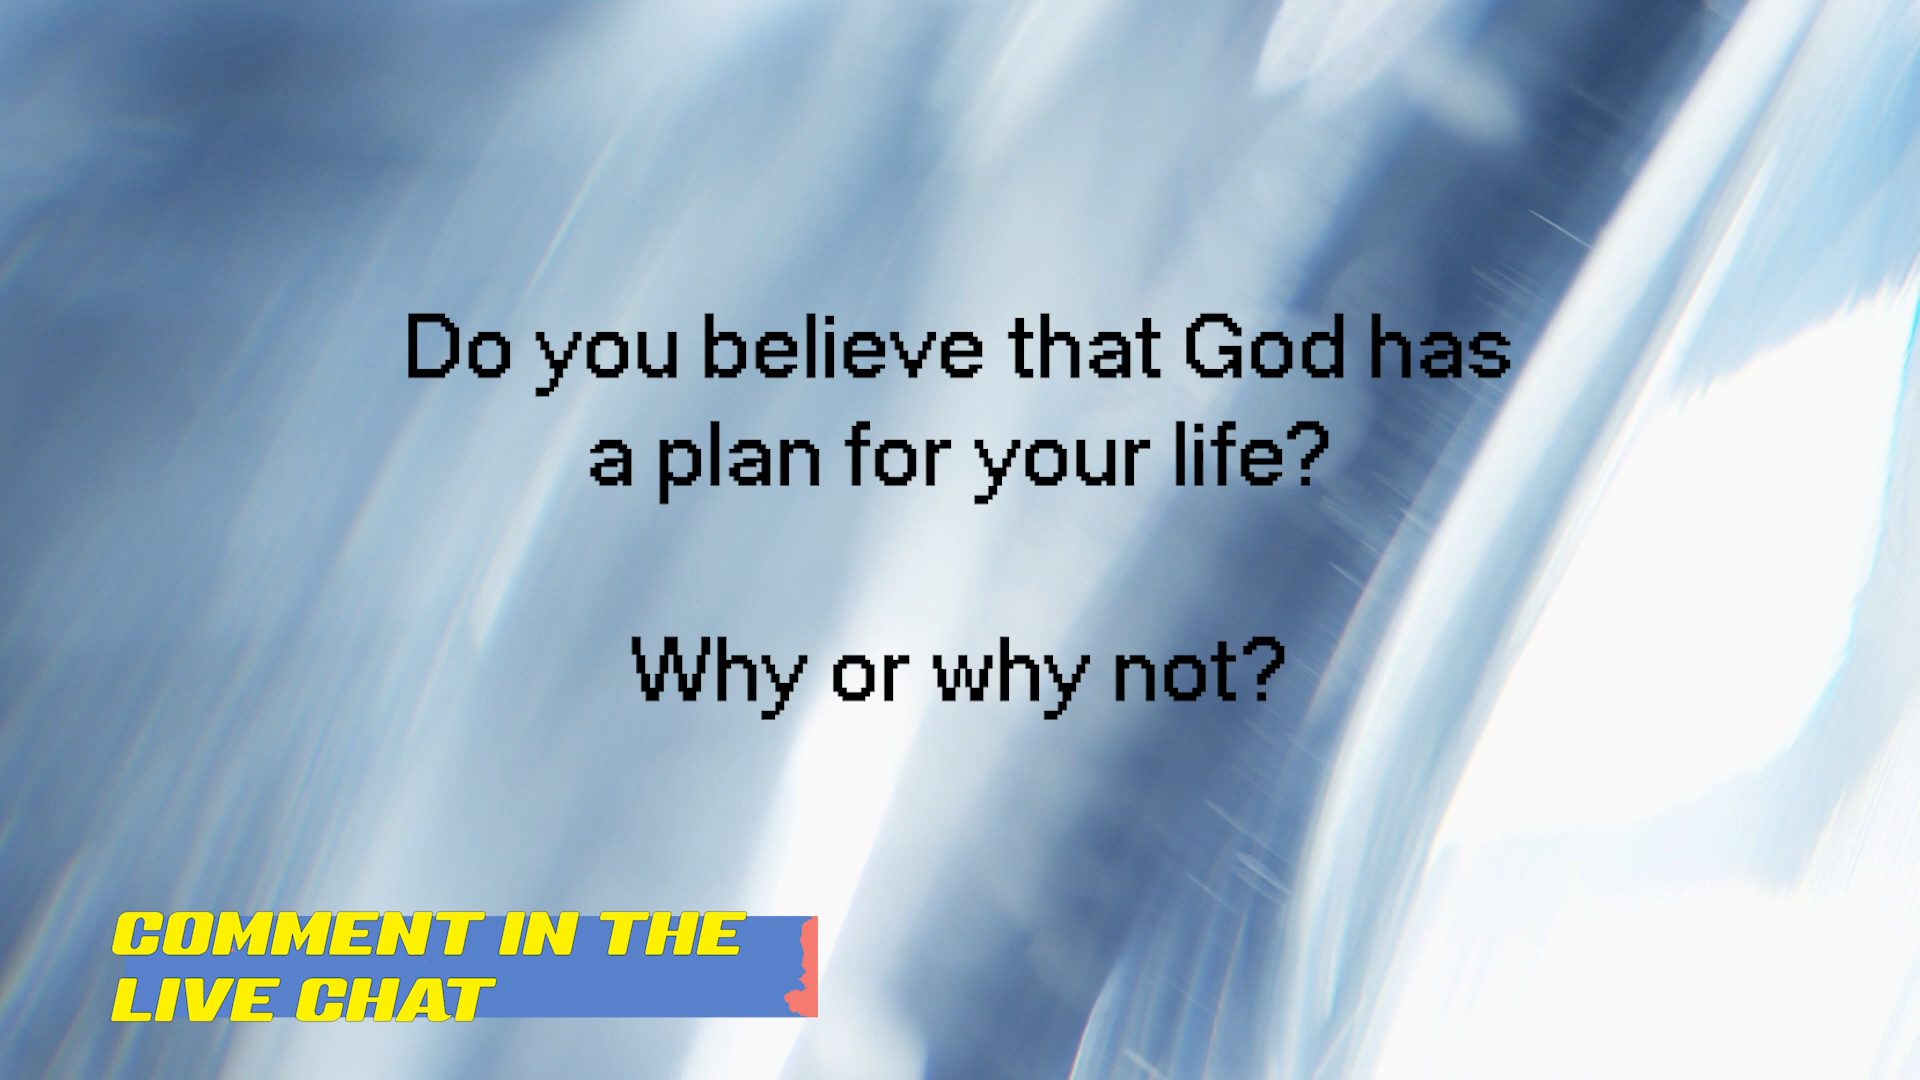 Do you believe that God has
a plan for your life?
Why or why not?
COMMENT IN THE
LIVE CHAT